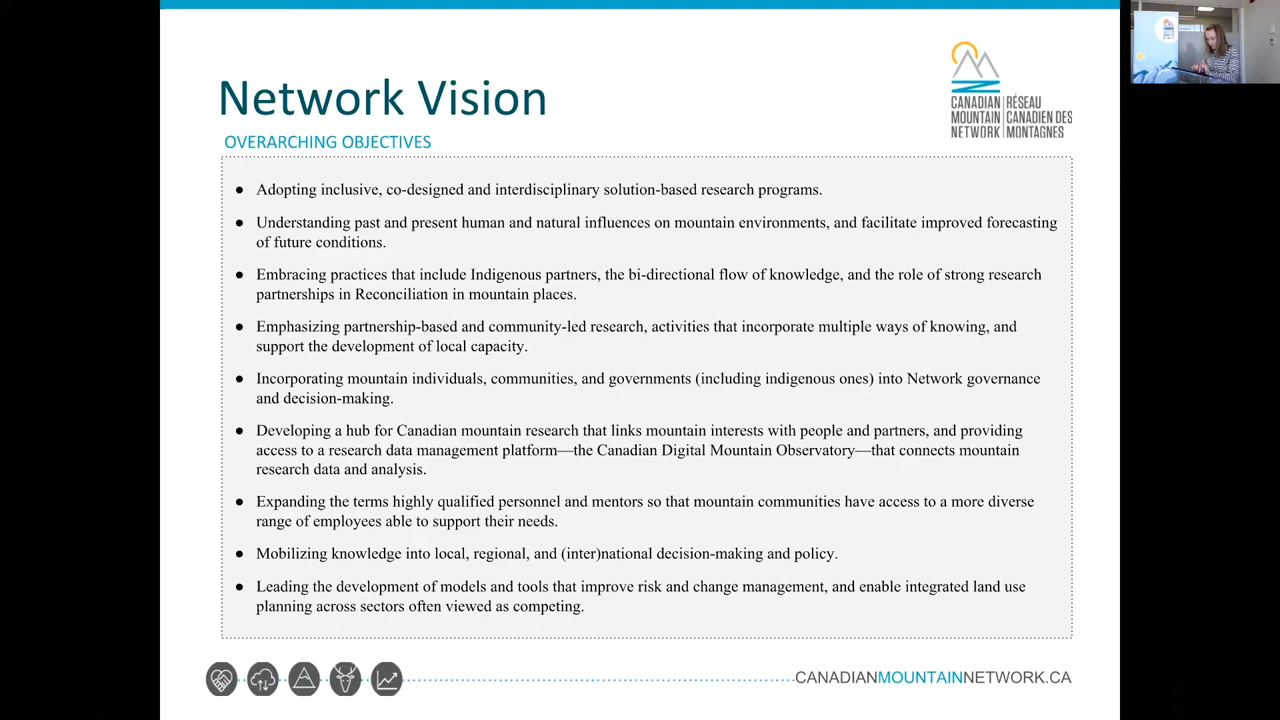 Network Vision
OVERARCHING OBJECTIVES
CANADIAN
MOUNTAIN
NETWORK
RÉSEAU
CANADIEN DES
MONTAGNES
● Adopting inclusive, co-designed and interdisciplinary solution-based research programs.
● Understanding past and present human and natural influences on mountain environments, and facilitate improved forecasting
of future conditions.
● Embracing practices that include Indigenous partners, the bi-directional flow of knowledge, and the role of strong research
partnerships in Reconciliation in mountain places.
● Emphasizing partnership-based and community-led research, activities that incorporate multiple ways of knowing, and
support the development of local capacity.
● Incorporating mountain individuals, communities, and governments (including indigenous ones) into Network governance
and decision-making.
● Developing a hub for Canadian mountain research that links mountain interests with people and partners, and providing
access to a research data management platform—the Canadian Digital Mountain Observatory—that connects mountain
research data and analysis.
● Expanding the terms highly qualified personnel and mentors so that mountain communities have access to a more diverse
range of employees able to support their needs.
● Mobilizing knowledge into local, regional, and (inter)national decision-making and policy.
● Leading the development of models and tools that improve risk and change management, and enable integrated land use
planning across sectors often viewed as competing.
CANADIANMOUNTAINNETWORK.CA